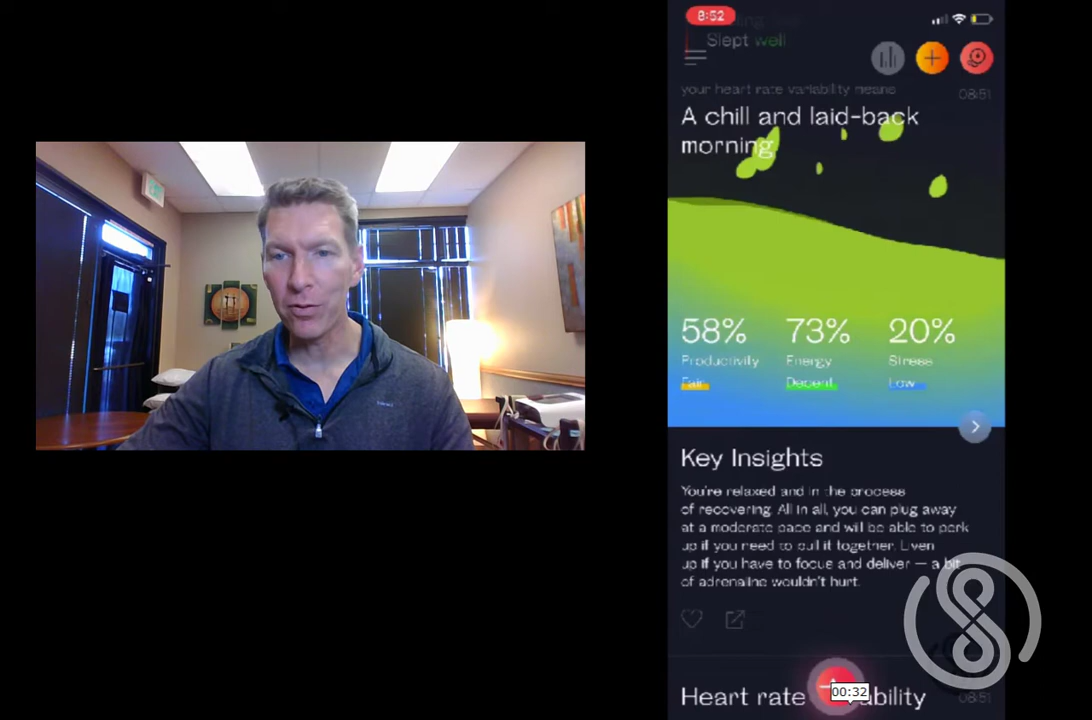 8:52
Slept well
your heart rate variability means
08:51
A chill and laid-back
morning
58% 73% 20%
Productivity Energy Stress
Fair Decent Low
Key Insights
You're relaxed and in the process
of recovering. All in all, you can plug away
at a moderate pace and will be able to perk
up if you need to pull it together. Liven
up if you have to focus and deliver — a bit
of adrenaline wouldn't hurt.
Heart rate
08:51
00:32